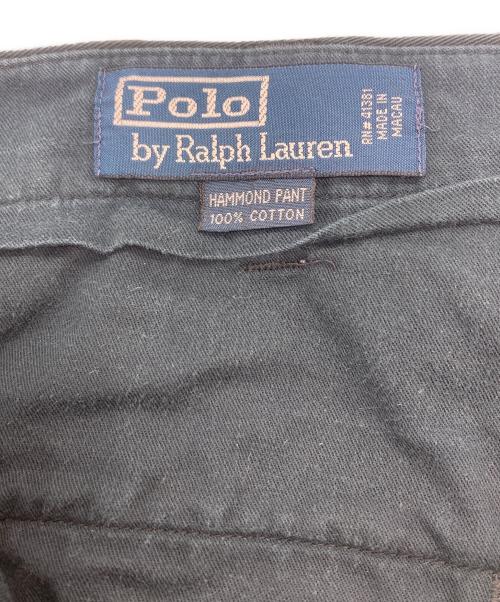 Polo
by Ralph Lauren
RN# 41381
MADE IN
MACAU
HAMMOND PANT
100% COTTON